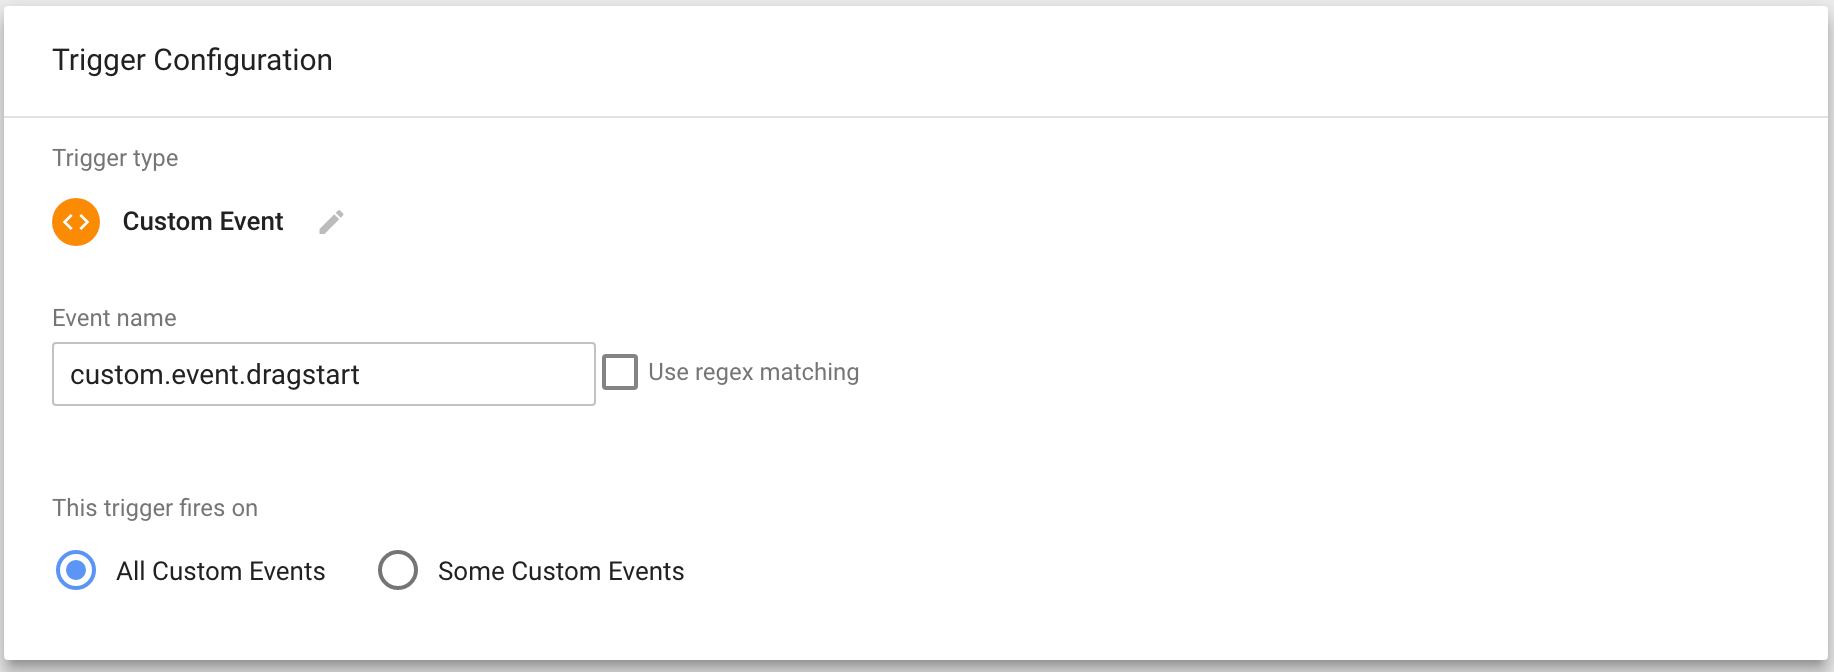 Trigger Configuration
Trigger type
Custom Event
Event name
custom.event.dragstart
Use regex matching
This trigger fires on
All Custom Events
Some Custom Events